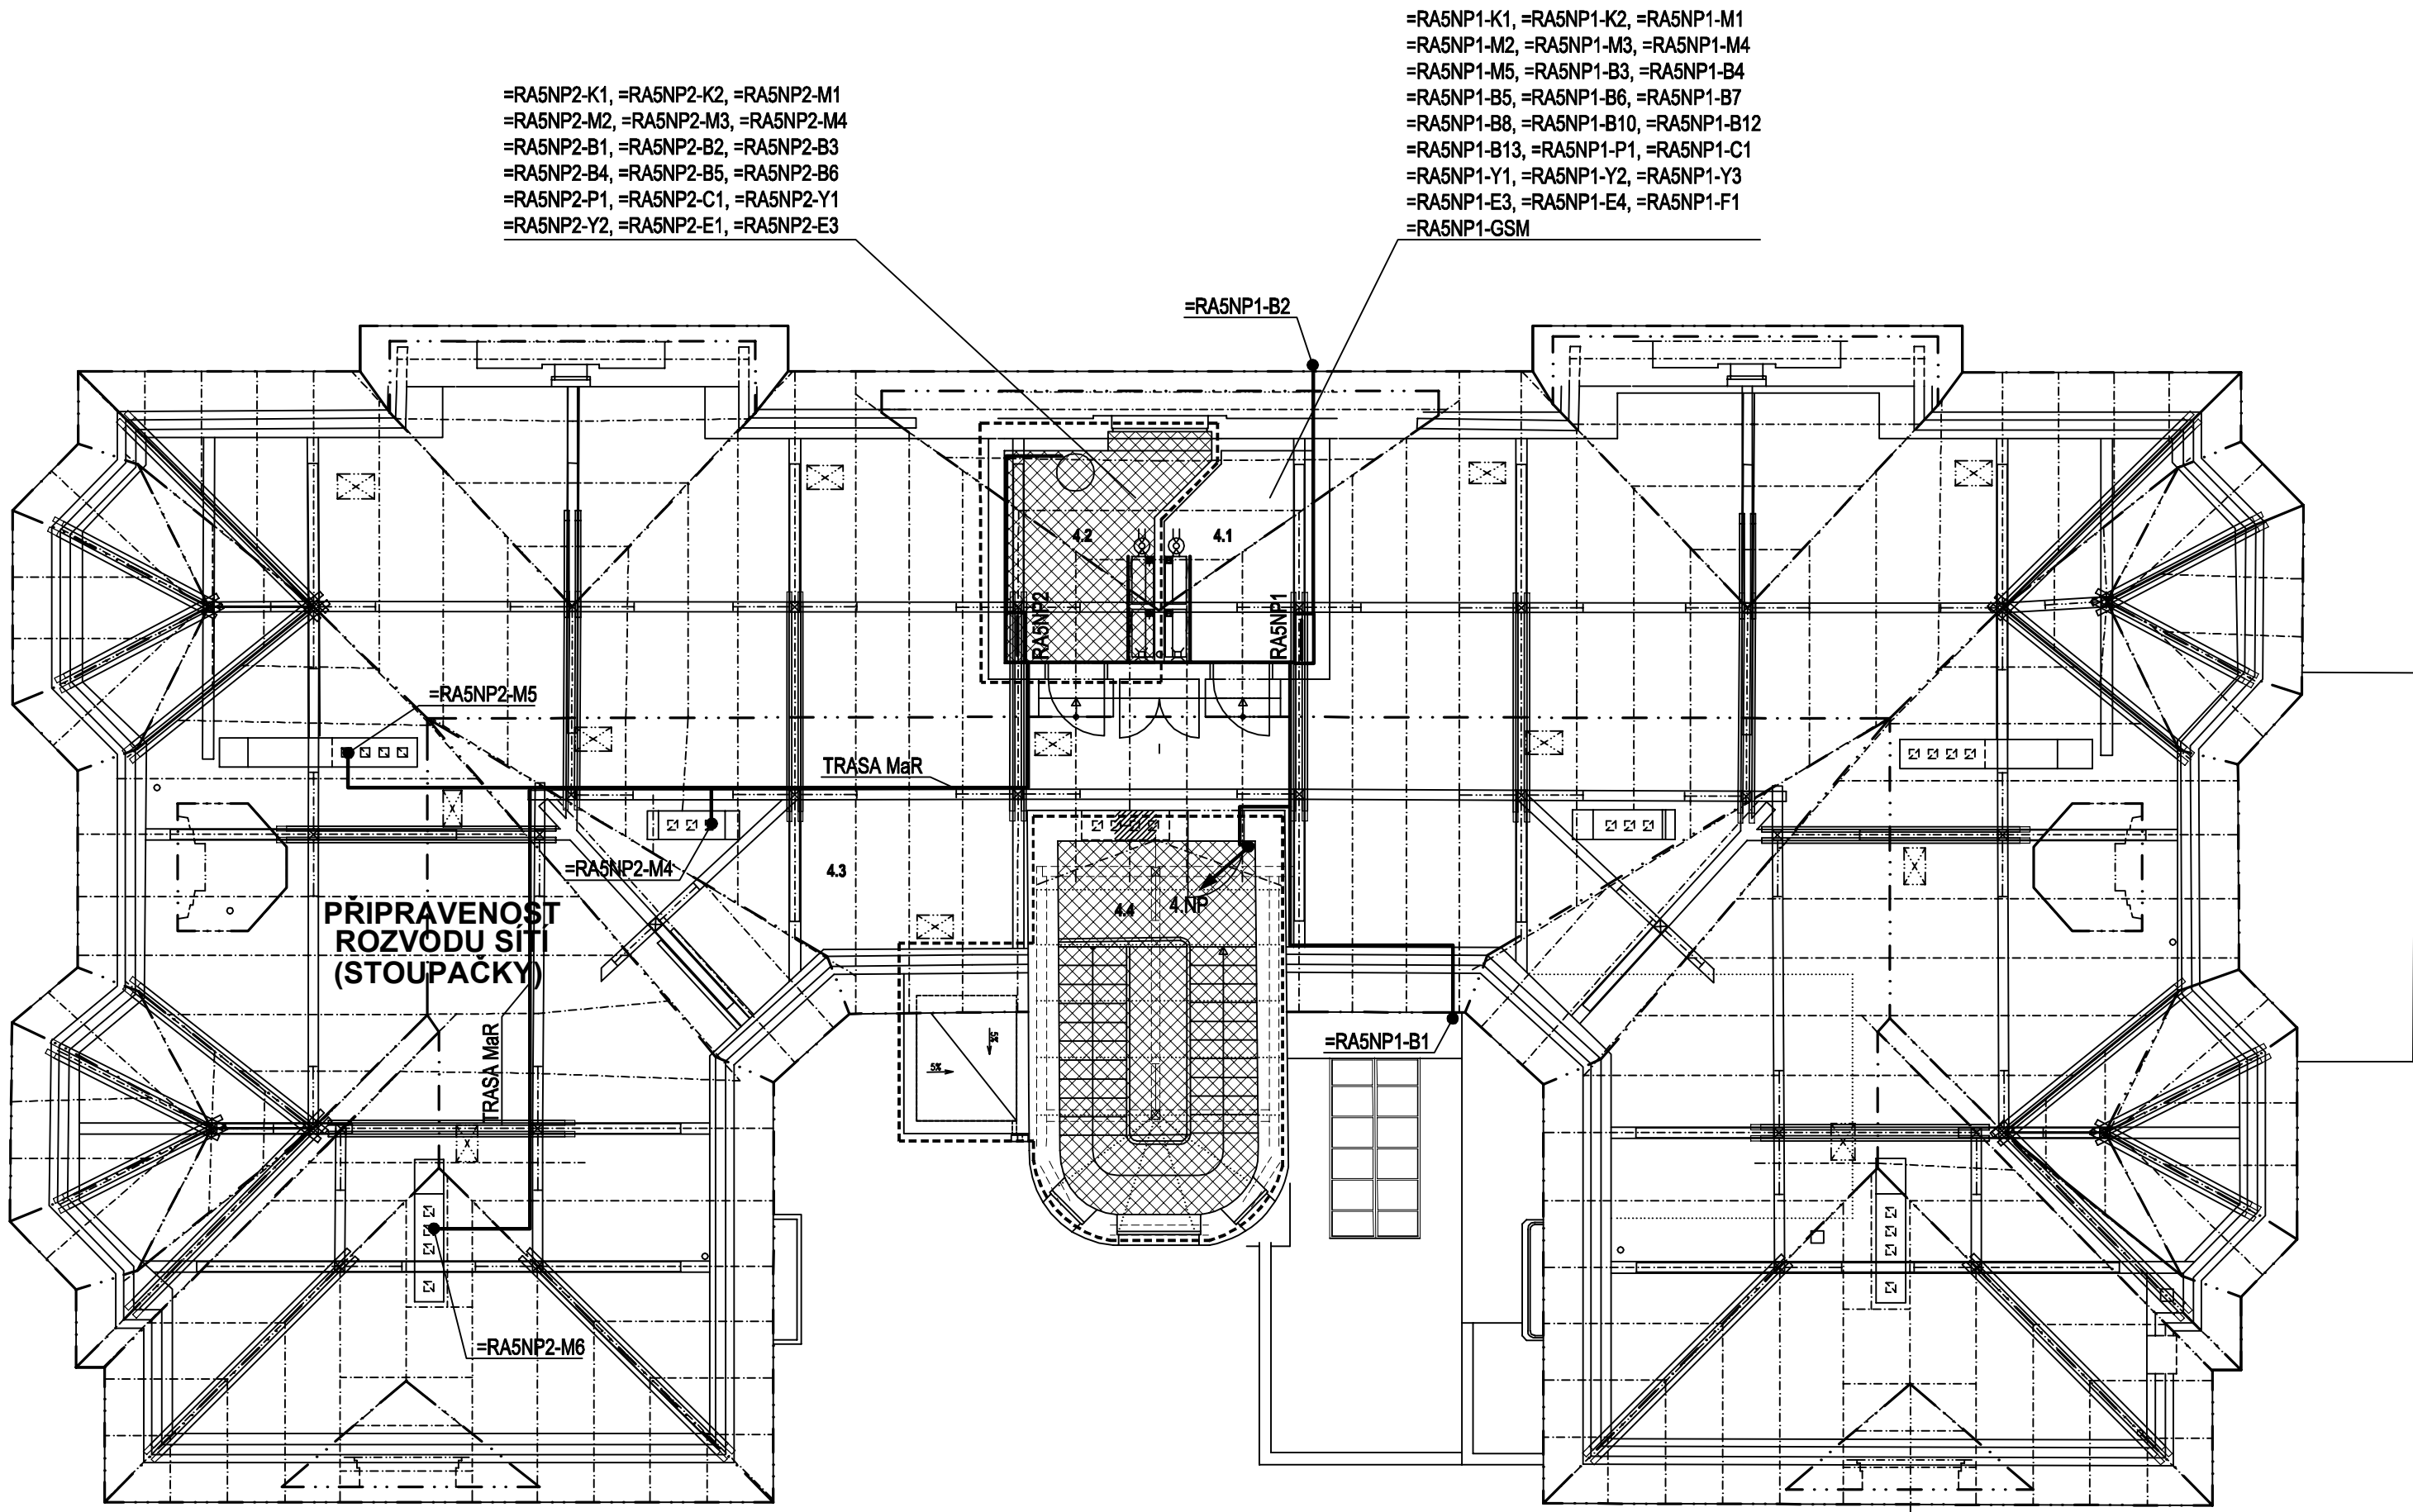 =RA5NP1-K1, =RA5NP1-K2, =RA5NP1-M1
=RA5NP1-M2, =RA5NP1-M3, =RA5NP1-M4
=RA5NP1-M5, =RA5NP1-B3, =RA5NP1-B4
=RA5NP1-B5, =RA5NP1-B6, =RA5NP1-B7
=RA5NP1-B8, =RA5NP1-B10, =RA5NP1-B12
=RA5NP1-B13, =RA5NP1-P1, =RA5NP1-C1
=RA5NP1-Y1, =RA5NP1-Y2, =RA5NP1-Y3
=RA5NP1-E3, =RA5NP1-E4, =RA5NP1-F1
=RA5NP1-GSM
=RA5NP2-K1, =RA5NP2-K2, =RA5NP2-M1
=RA5NP2-M2, =RA5NP2-M3, =RA5NP2-M4
=RA5NP2-B1, =RA5NP2-B2, =RA5NP2-B3
=RA5NP2-B4, =RA5NP2-B5, =RA5NP2-B6
=RA5NP2-P1, =RA5NP2-C1, =RA5NP2-Y1
=RA5NP2-Y2, =RA5NP2-E1, =RA5NP2-E3
=RA5NP1-B2
4.2
4.1
RA5NP2
RA5NP1
=RA5NP2-M5
TRASA MaR
=RA5NP2-M4
4.3
4.4
4.NP
PŘIPRAVENOST
ROZVODU SÍTÍ
(STOUPAČKY)
TRASA MaR
5%
5%
=RA5NP1-B1
=RA5NP2-M6